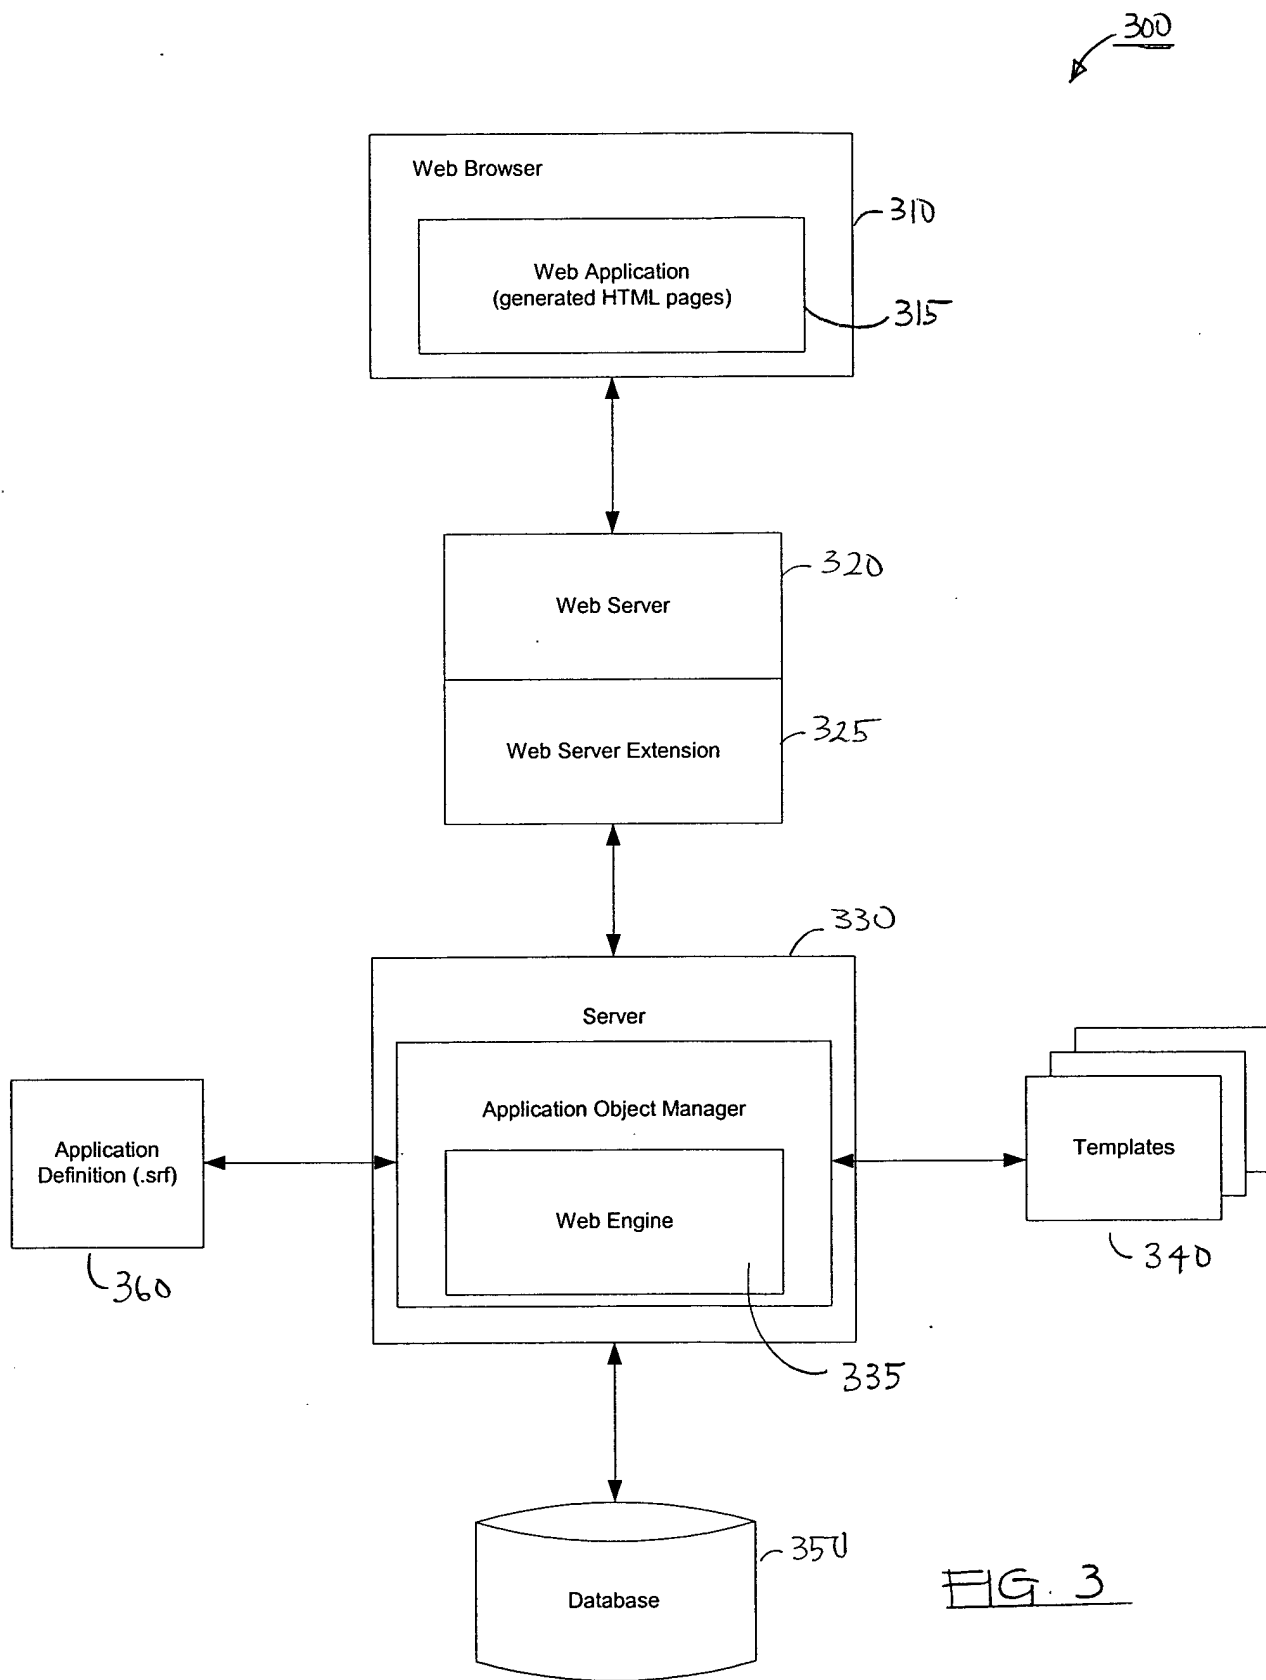 300
Web Browser
310
Web Application
(generated HTML pages)
315
320
Web Server
325
Web Server Extension
330
Server
Application Object Manager
Application
Definition (.srf)
Templates
Web Engine
340
360
335
350
Database
FIG. 3